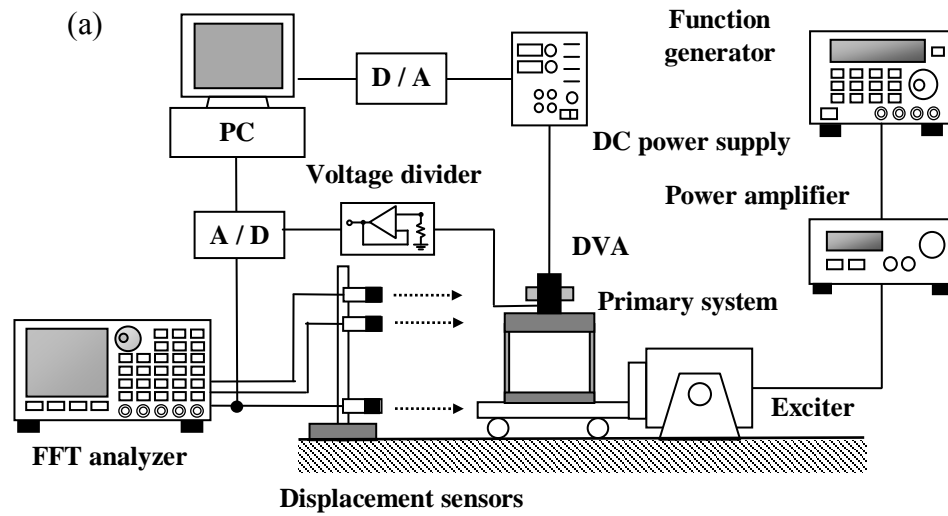 (a)
Function
generator
D / A
PC
DC power supply
Voltage divider
Power amplifier
A / D
DVA
Primary system
Exciter
FFT analyzer
Displacement sensors